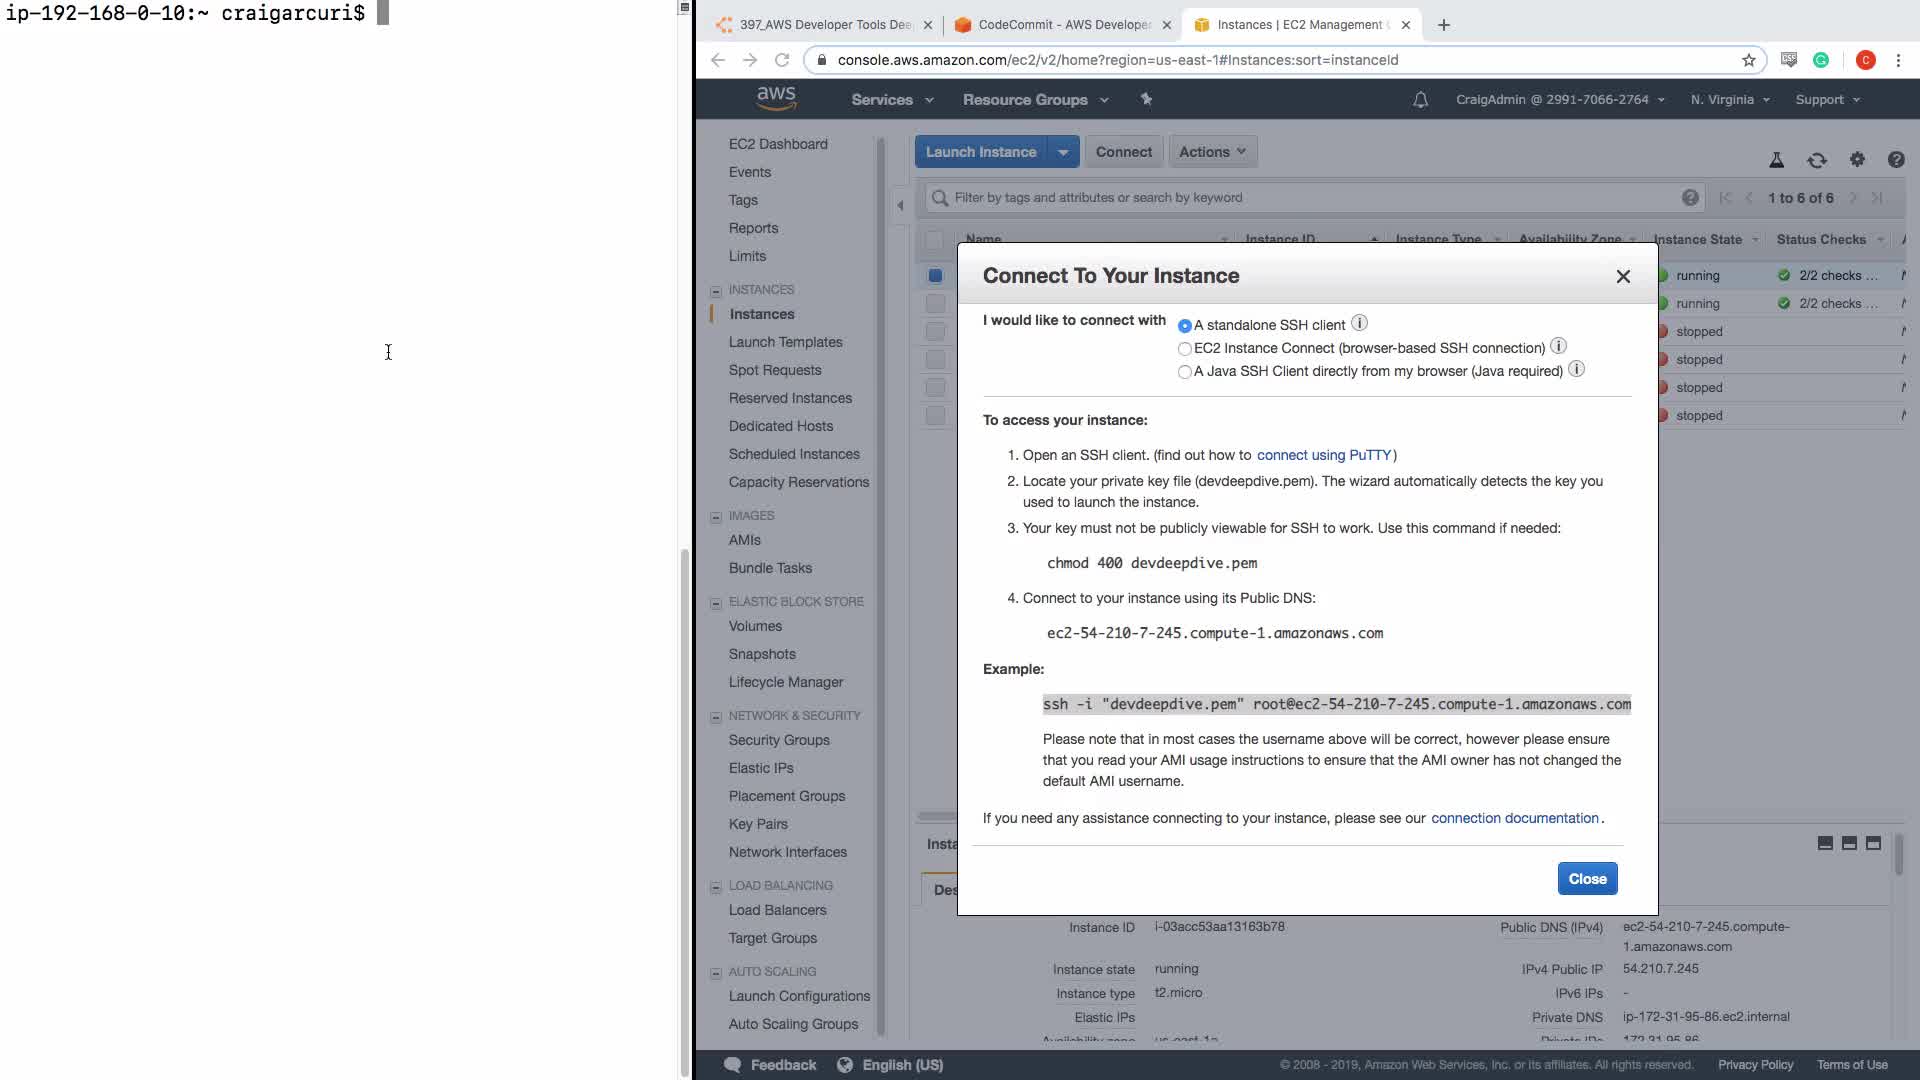 ip-192-168-0-10:~ craigarcuri$
397_AWS Developer Tools Dee
CodeCommit - AWS Developer
Instances | EC2 Management
console.aws.amazon.com/ec2/v2/home?region=us-east-1#Instances:sort=instanceId
C
aws
Services
Resource Groups
CraigAdmin @ 2991-7066-2764
N. Virginia
Support
EC2 Dashboard
Events
Tags
Reports
Limits
INSTANCES
Instances
Launch Templates
Spot Requests
Reserved Instances
Dedicated Hosts
Scheduled Instances
Capacity Reservations
IMAGES
AMIs
Bundle Tasks
ELASTIC BLOCK STORE
Volumes
Snapshots
Lifecycle Manager
NETWORK & SECURITY
Security Groups
Elastic IPs
Placement Groups
Key Pairs
Network Interfaces
LOAD BALANCING
Load Balancers
Target Groups
AUTO SCALING
Launch Configurations
Auto Scaling Groups
Launch Instance
Connect
Actions
Filter by tags and attributes or search by keyword
1 to 6 of 6
Name
Instance ID
Instance Type
Availability Zone
Instance State
Status Checks
running
2/2 checks ...
running
2/2 checks ...
stopped
stopped
stopped
stopped
Connect To Your Instance
I would like to connect with
A standalone SSH client
EC2 Instance Connect (browser-based SSH connection)
A Java SSH Client directly from my browser (Java required)
To access your instance:
1. Open an SSH client. (find out how to connect using PuTTY)
2. Locate your private key file (devdeepdive.pem). The wizard automatically detects the key you
used to launch the instance.
3. Your key must not be publicly viewable for SSH to work. Use this command if needed:
chmod 400 devdeepdive.pem
4. Connect to your instance using its Public DNS:
ec2-54-210-7-245.compute-1.amazonaws.com
Example:
ssh -i "devdeepdive.pem" root@ec2-54-210-7-245.compute-1.amazonaws.com
Please note that in most cases the username above will be correct, however please ensure
that you read your AMI usage instructions to ensure that the AMI owner has not changed the
default AMI username.
If you need any assistance connecting to your instance, please see our connection documentation.
Close
Insta
Des
Instance ID i-03acc53aa13163b78
Instance state running
Instance type t2.micro
Elastic IPs
Availability zone us-east-1a
Public DNS (IPv4) ec2-54-210-7-245.compute-
1.amazonaws.com
IPv4 Public IP 54.210.7.245
IPv6 IPs -
Private DNS ip-172-31-95-86.ec2.internal
Private IPs 172.31.95.86
Feedback
English (US)
© 2008 - 2019, Amazon Web Services, Inc. or its affiliates. All rights reserved.
Privacy Policy
Terms of Use